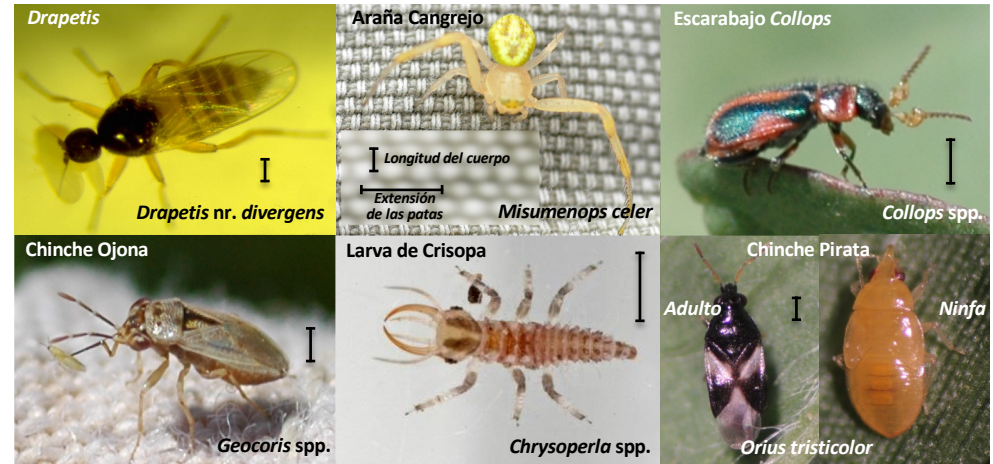 Drapetis
Drapetis nr. divergens
Araña Cangrejo
Longitud del cuerpo
Extensión
de las patas
Misumenops celer
Escarabajo Collops
Collops spp.
Chinche Ojona
Geocoris spp.
Larva de Crisopa
Chrysoperla spp.
Chinche Pirata
Adulto
Ninfa
Orius tristicolor